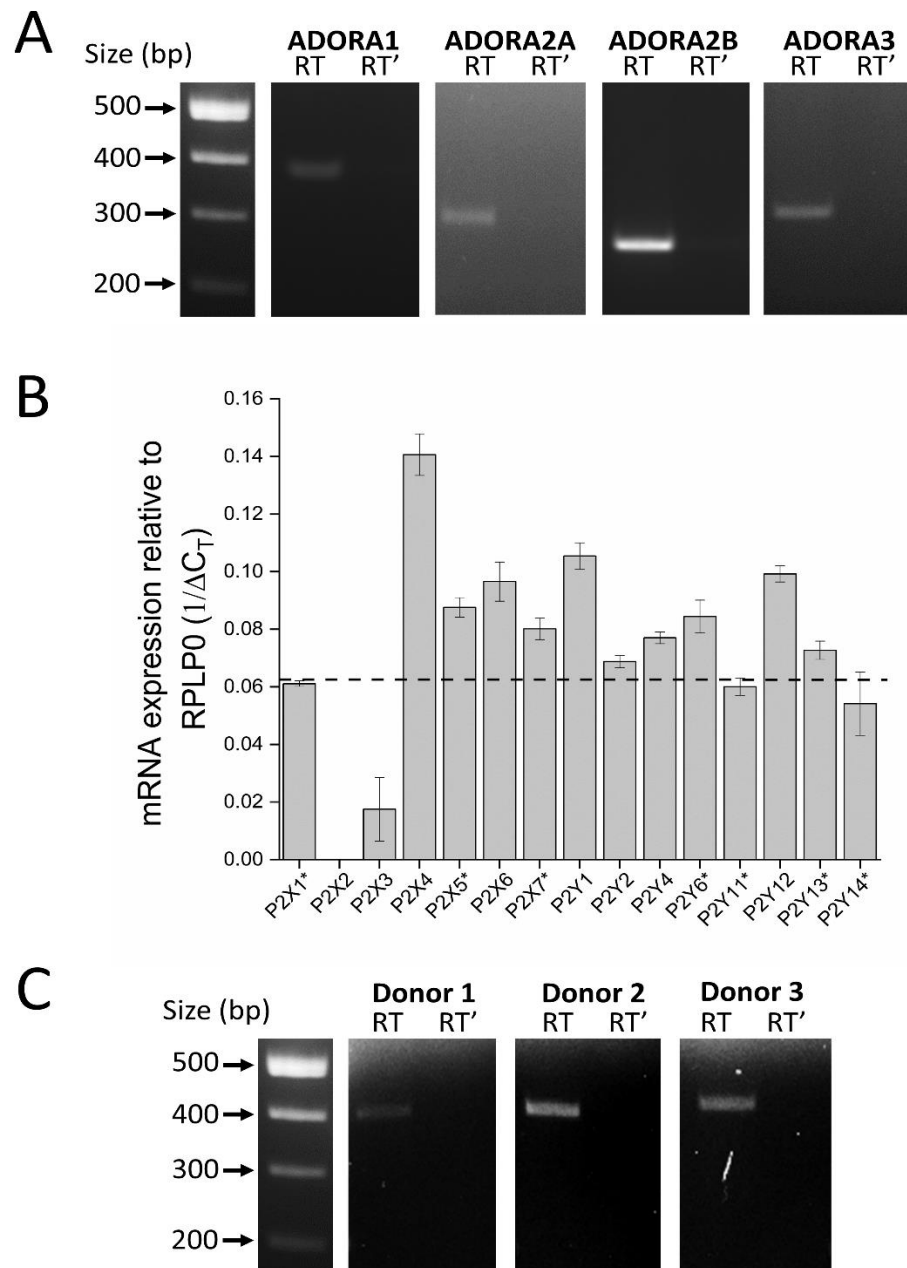 A
Size (bp)
ADORA1 ADORA2A ADORA2B ADORA3
RT RT’ RT RT’ RT RT’ RT RT’
500
400
300
200
B
mRNA expression relative to
RPLP0 (1/ΔCT)
0.16
0.14
0.12
0.10
0.08
0.06
0.04
0.02
0.00
P2X1* P2X2 P2X3 P2X4 P2X5* P2X6 P2X7* P2Y1 P2Y2 P2Y4 P2Y6* P2Y11* P2Y12 P2Y13* P2Y14*
C
Size (bp)
Donor 1 Donor 2 Donor 3
RT RT’ RT RT’ RT RT’
500
400
300
200